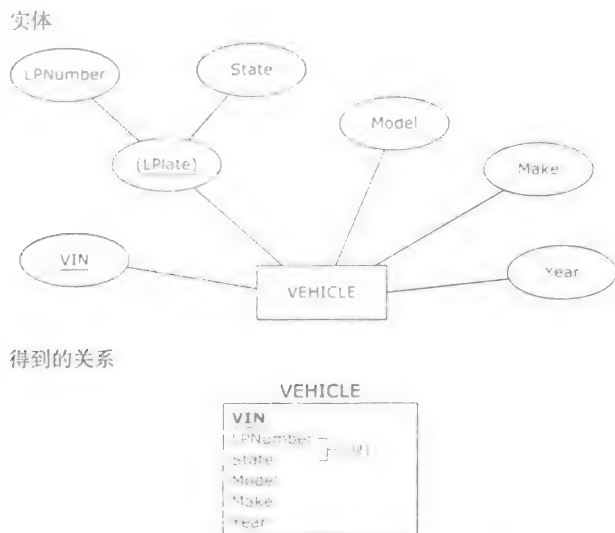 实体
LPNumber
State
(LPlate)
Model
Make
VIN
VEHICLE
Year
得到的关系
VEHICLE
VIN
LPNumber
State
Model
Make
Year